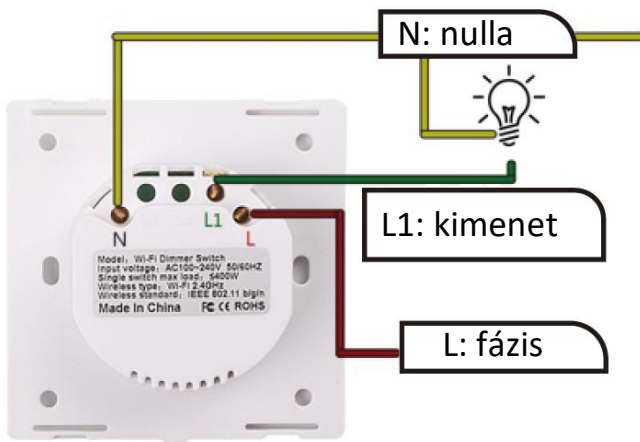 N: nulla
L1: kimenet
L1
N
L
Model: Wi-Fi Dimmer Switch
Input voltage: AC100~240V 50/60HZ
Single switch max load: ≤400W
Wireless type: Wi-Fi 2.4GHz
Wireless standard: IEEE 802.11 b/g/n
Made In China FC CE ROHS
L: fázis